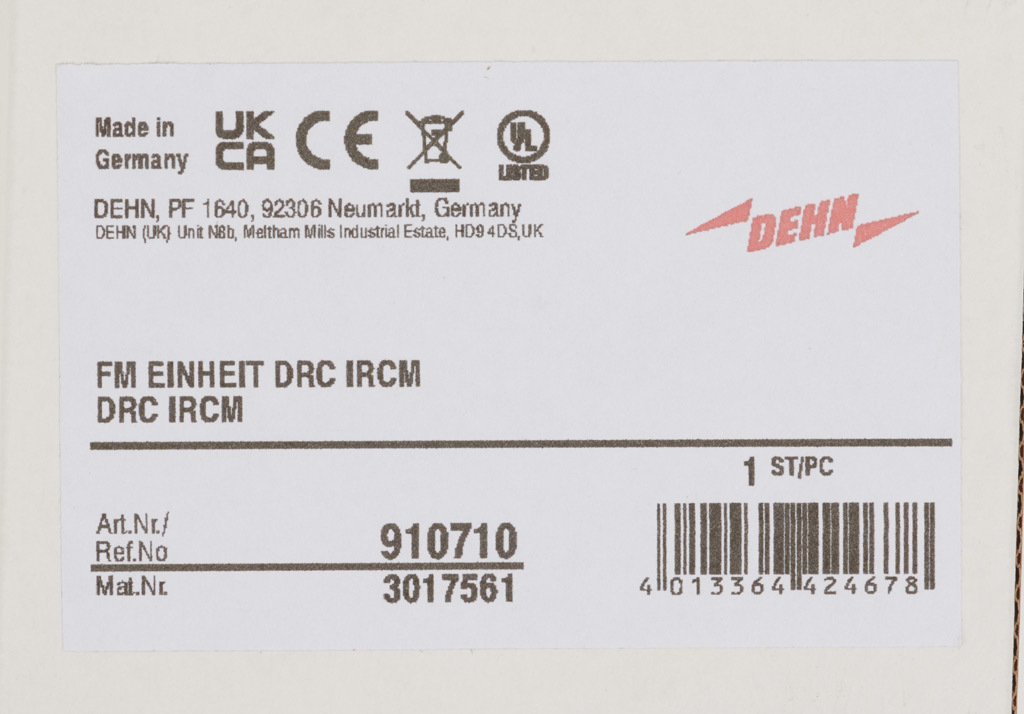 Made in
Germany
UK
CA
CE
UL
LISTED
DEHN, PF 1640, 92306 Neumarkt, Germany
DEHN (UK) Unit N8b, Meltham Mills Industrial Estate, HD9 4DS,UK
DEHN
FM EINHEIT DRC IRCM
DRC IRCM
1 ST/PC
Art.Nr./
Ref.No 910710
Mat.Nr. 3017561
4 013364 424678